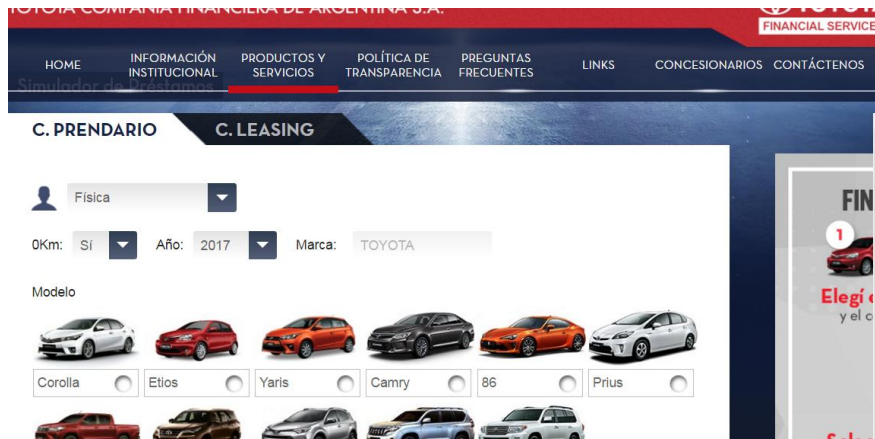 TOYOTA COMPAÑÍA FINANCIERA DE ARGENTINA S.A.
FINANCIAL SERVICE
HOME
INFORMACIÓN
INSTITUCIONAL
PRODUCTOS Y
SERVICIOS
POLÍTICA DE
TRANSPARENCIA
PREGUNTAS
FRECUENTES
LINKS
CONCESIONARIOS
CONTÁCTENOS
Simulador de Préstamos
C. PRENDARIO
C. LEASING
Física
0Km: Sí Año: 2017 Marca: TOYOTA
Modelo
Corolla Etios Yaris Camry 86 Prius
FIN
1
Elegí
y el